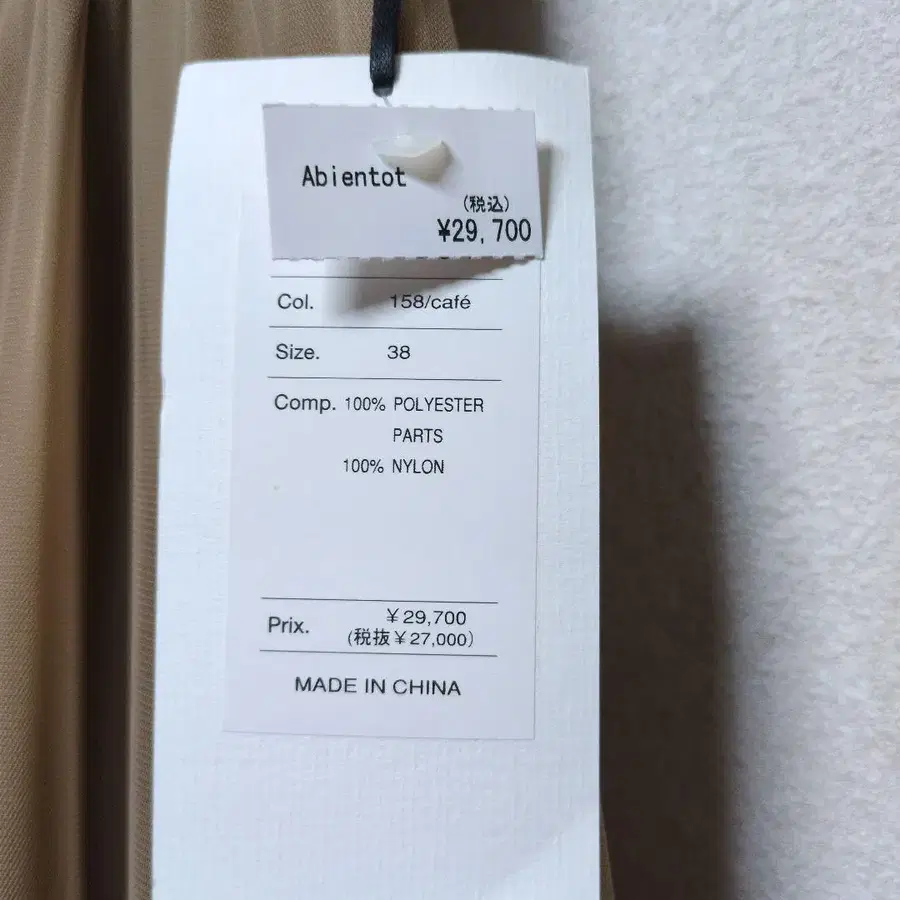 Abientot
(税込)
¥29,700
Col. 158/café
Size. 38
Comp. 100% POLYESTER
PARTS
100% NYLON
Prix. ¥29,700
(税抜¥27,000)
MADE IN CHINA